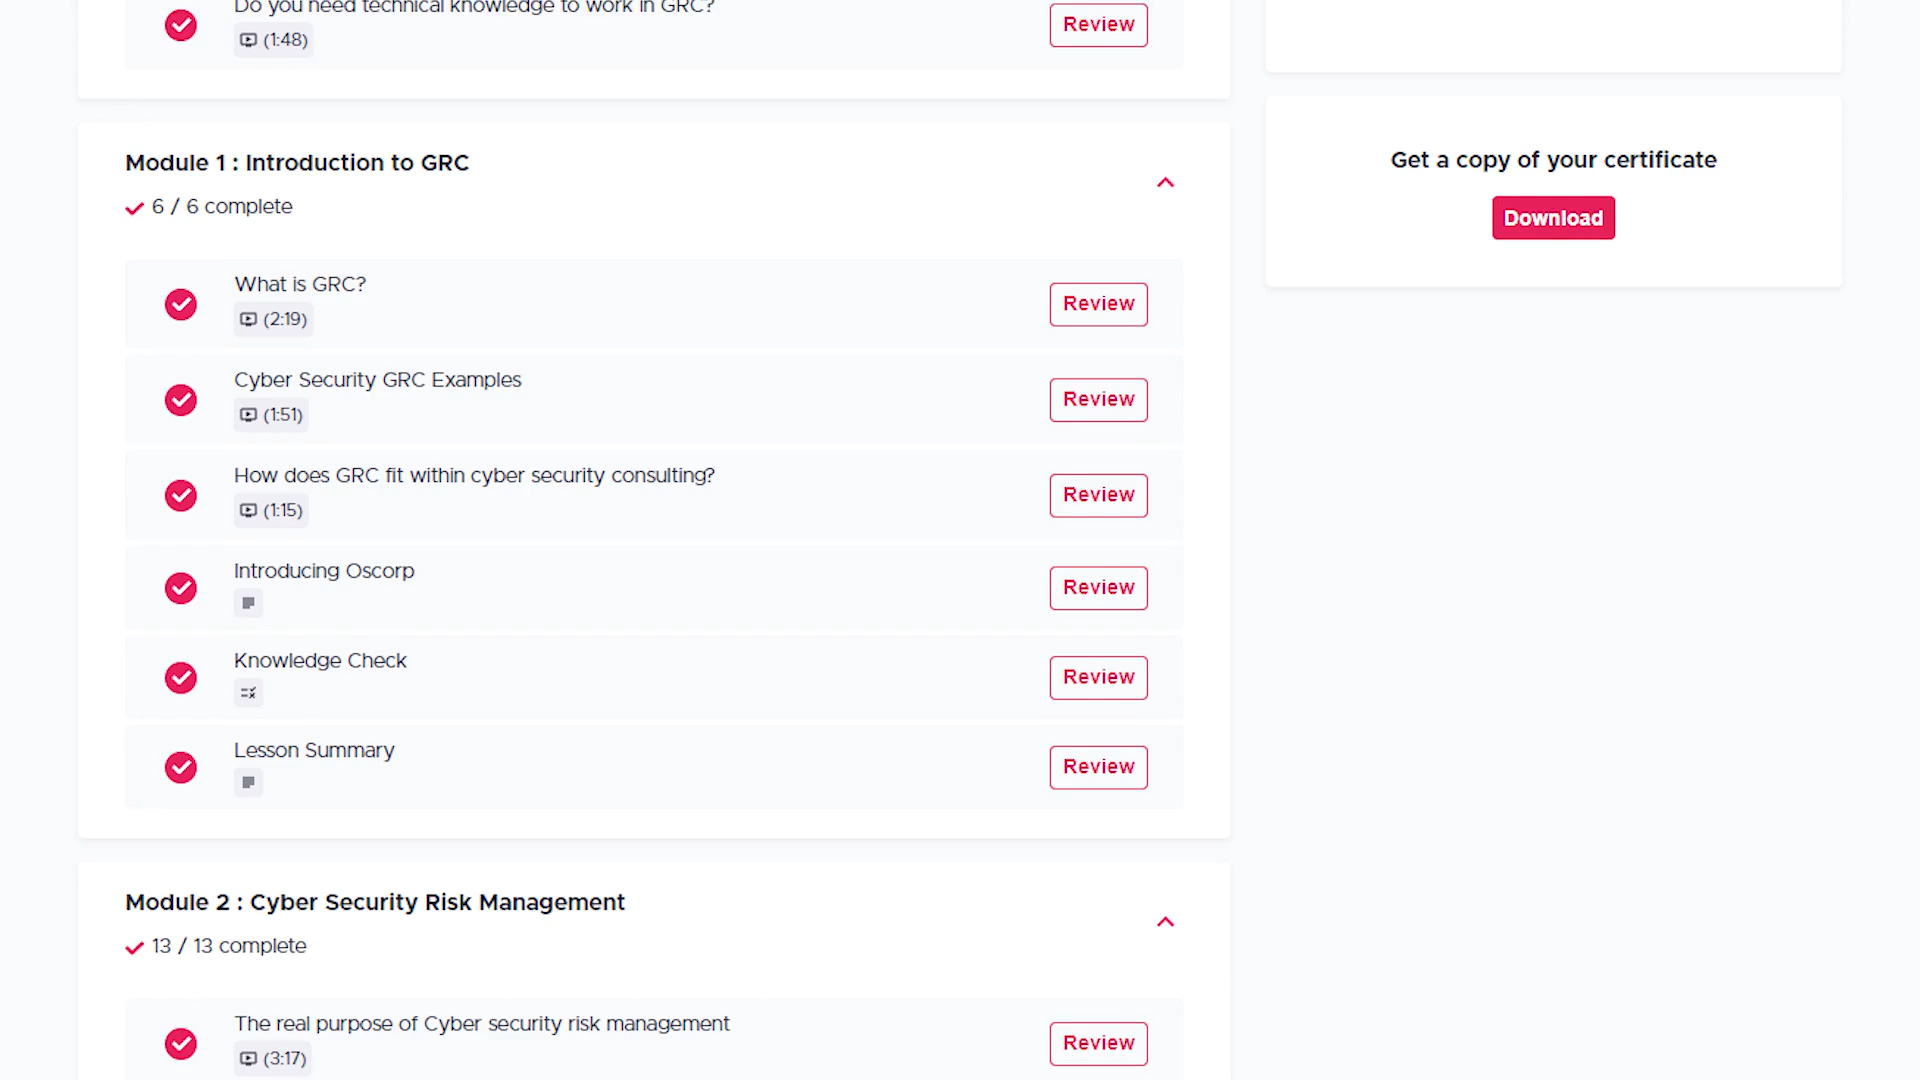 Do you need technical knowledge to work in GRC?
(1:48)
Review
Module 1 : Introduction to GRC
6 / 6 complete
What is GRC?
(2:19)
Review
Cyber Security GRC Examples
(1:51)
Review
How does GRC fit within cyber security consulting?
(1:15)
Review
Introducing Oscorp
Review
Knowledge Check
Review
Lesson Summary
Review
Module 2 : Cyber Security Risk Management
13 / 13 complete
The real purpose of Cyber security risk management
(3:17)
Review
Get a copy of your certificate
Download